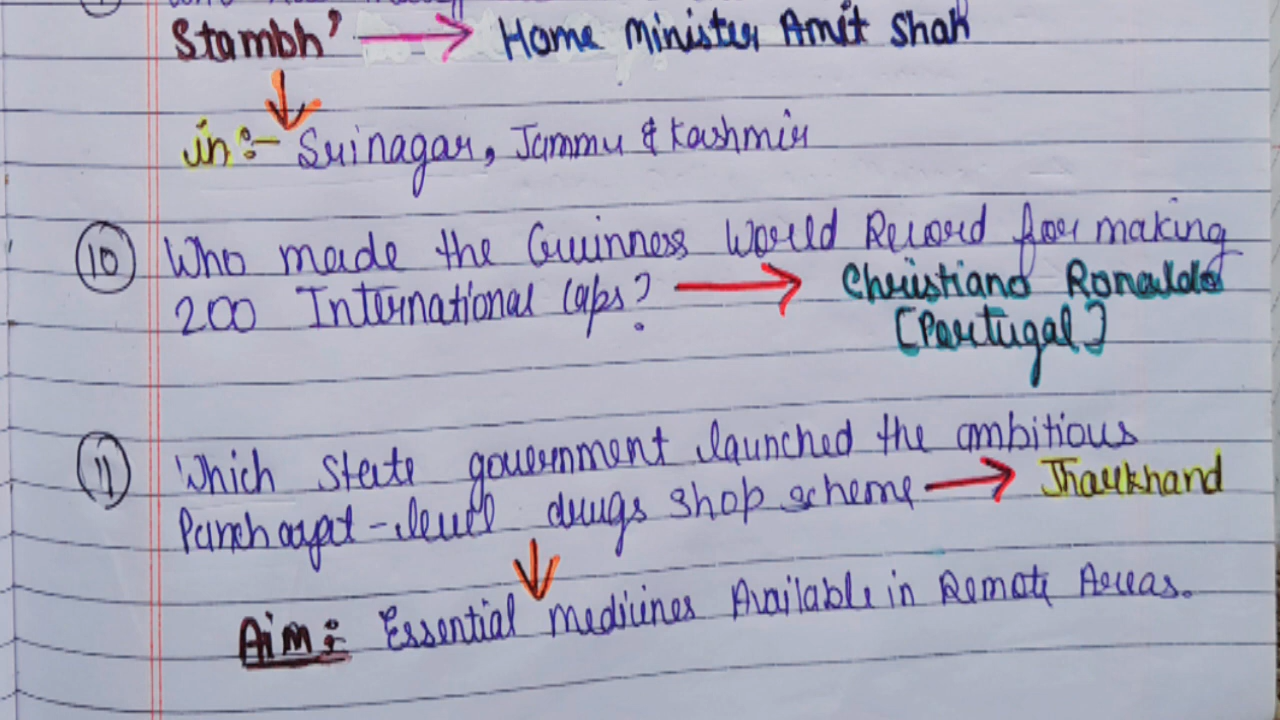 Stambh' → Home Minister Amit Shah
in:- Srinagar, Jammu & Kashmir
10 Who made the Guinness World Record for making
200 International Caps? → Christiano Ronaldo
[Portugal]
11 Which State government launched the ambitious
Panchayat-level drugs shop scheme → Jharkhand
Aim: Essential medicines Available in Remote Areas.